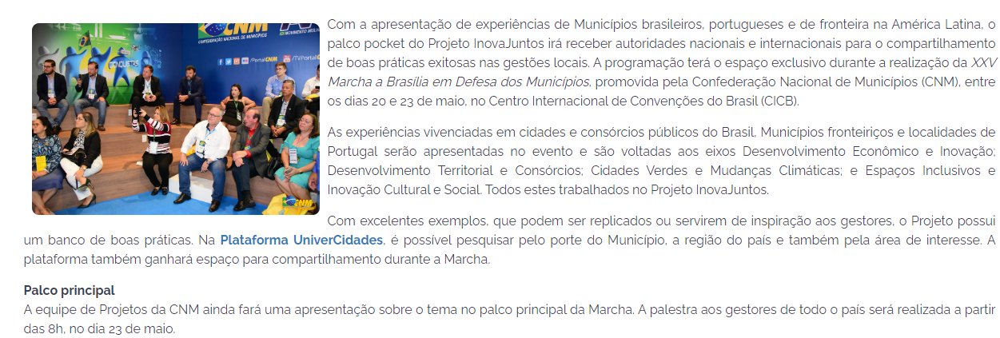 CNM
CONFEDERAÇÃO NACIONAL DE MUNICÍPIOS
/PortalCNM
CONQUISTAS
CNM
Com a apresentação de experiências de Municípios brasileiros, portugueses e de fronteira na América Latina, o
palco pocket do Projeto InovaJuntos irá receber autoridades nacionais e internacionais para o compartilhamento
de boas práticas exitosas nas gestões locais. A programação terá o espaço exclusivo durante a realização da XXV
Marcha a Brasília em Defesa dos Municípios, promovida pela Confederação Nacional de Municípios (CNM), entre
os dias 20 e 23 de maio, no Centro Internacional de Convenções do Brasil (CICB).
As experiências vivenciadas em cidades e consórcios públicos do Brasil, Municípios fronteiriços e localidades de
Portugal serão apresentadas no evento e são voltadas aos eixos Desenvolvimento Econômico e Inovação;
Desenvolvimento Territorial e Consórcios; Cidades Verdes e Mudanças Climáticas; e Espaços Inclusivos e
Inovação Cultural e Social. Todos estes trabalhados no Projeto InovaJuntos.
Com excelentes exemplos, que podem ser replicados ou servirem de inspiração aos gestores, o Projeto possui
um banco de boas práticas. Na Plataforma UniverCidades, é possível pesquisar pelo porte do Município, a região do país e também pela área de interesse. A
plataforma também ganhará espaço para compartilhamento durante a Marcha.
Palco principal
A equipe de Projetos da CNM ainda fará uma apresentação sobre o tema no palco principal da Marcha. A palestra aos gestores de todo o país será realizada a partir
das 8h, no dia 23 de maio.